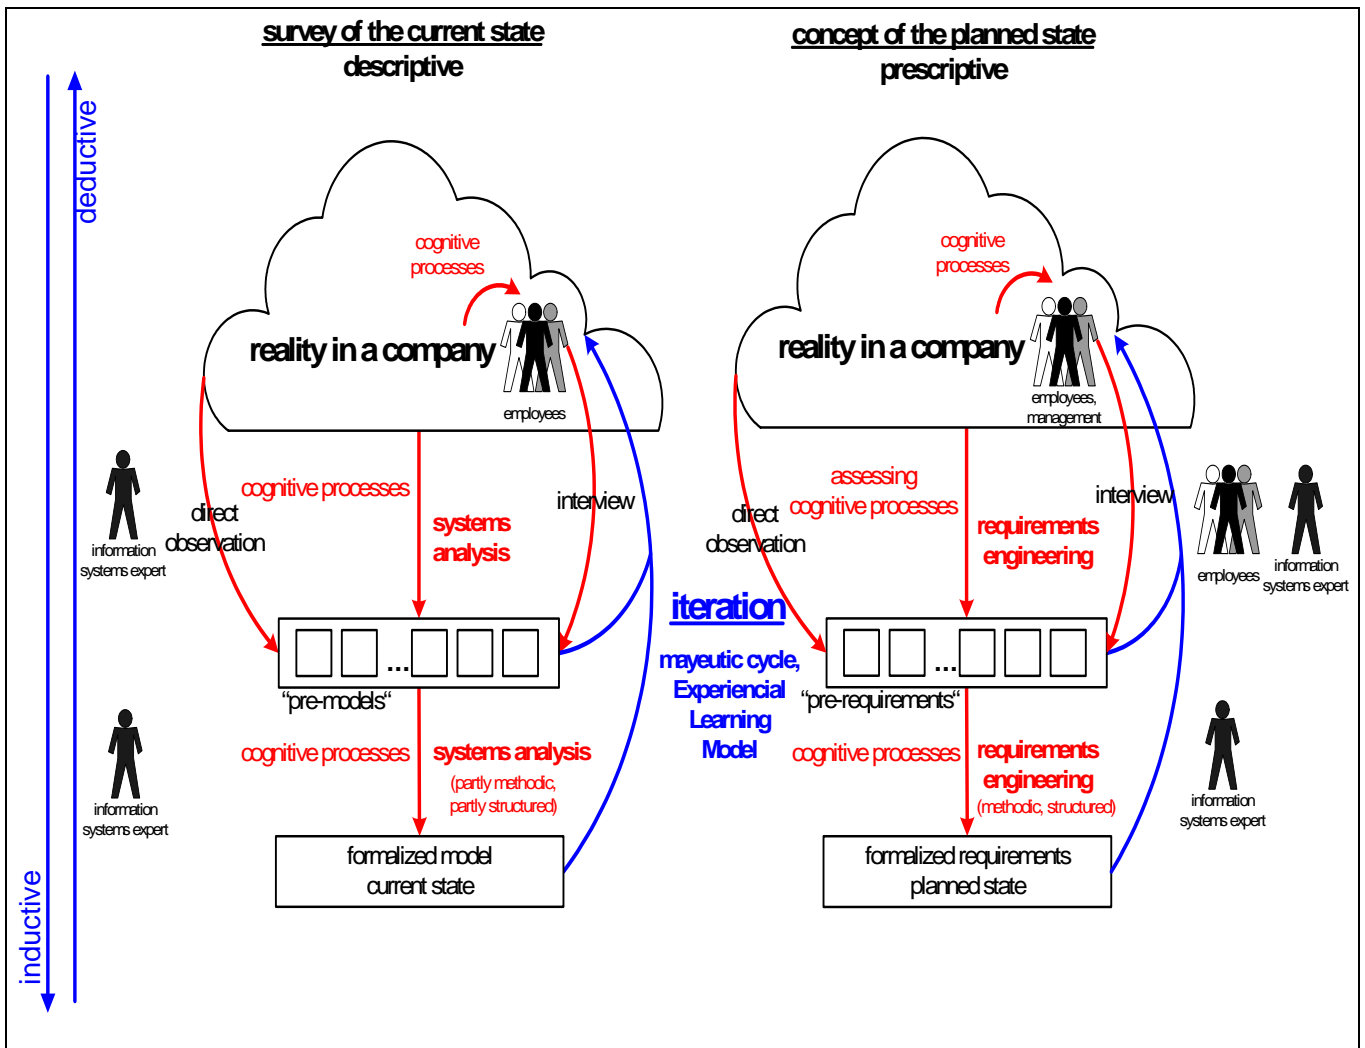 survey of the current state
descriptive
concept of the planned state
prescriptive
deductive
inductive
cognitive
processes
reality in a company
employees
cognitive processes
direct
observation
systems
analysis
interview
information
systems expert
...
“pre-models“
cognitive processes
systems analysis
(partly methodic,
partly structured)
information
systems expert
formalized model
current state
iteration
mayeutic cycle,
Experiencial
Learning
Model
cognitive
processes
reality in a company
employees,
management
assessing
cognitive processes
direct
observation
requirements
engineering
interview
employees
information
systems expert
...
“pre-requirements“
cognitive processes
requirements
engineering
(methodic, structured)
information
systems expert
formalized requirements
planned state